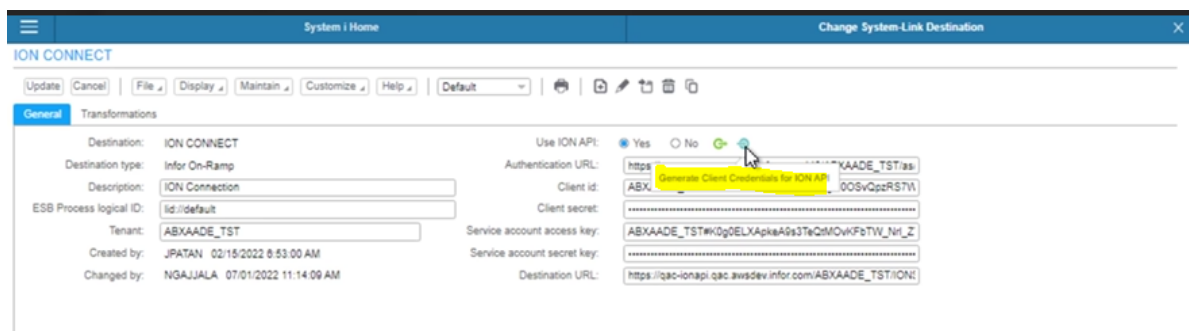 System i Home Change System-Link Destination
ION CONNECT
Update Cancel File Display Maintain Customize Help Default
General Transformations
Destination: ION CONNECT Use ION API: Yes No
Destination type: Infor On-Ramp Authentication URL: https
Description: ION Connection Generate Client Credentials for ION API
Client id:
ESB Process logical ID: lid://default Client secret:
Tenant: ABXAADE_TST Service account access key:
Created by: JPATAN 02/15/2022 6:53:00 AM Service account secret key:
Changed by: NGAJJALA 07/01/2022 11:14:09 AM Destination URL: https://qac-ionapi.qac.awsdev.infor.com/ABXAADE_TST/IONS